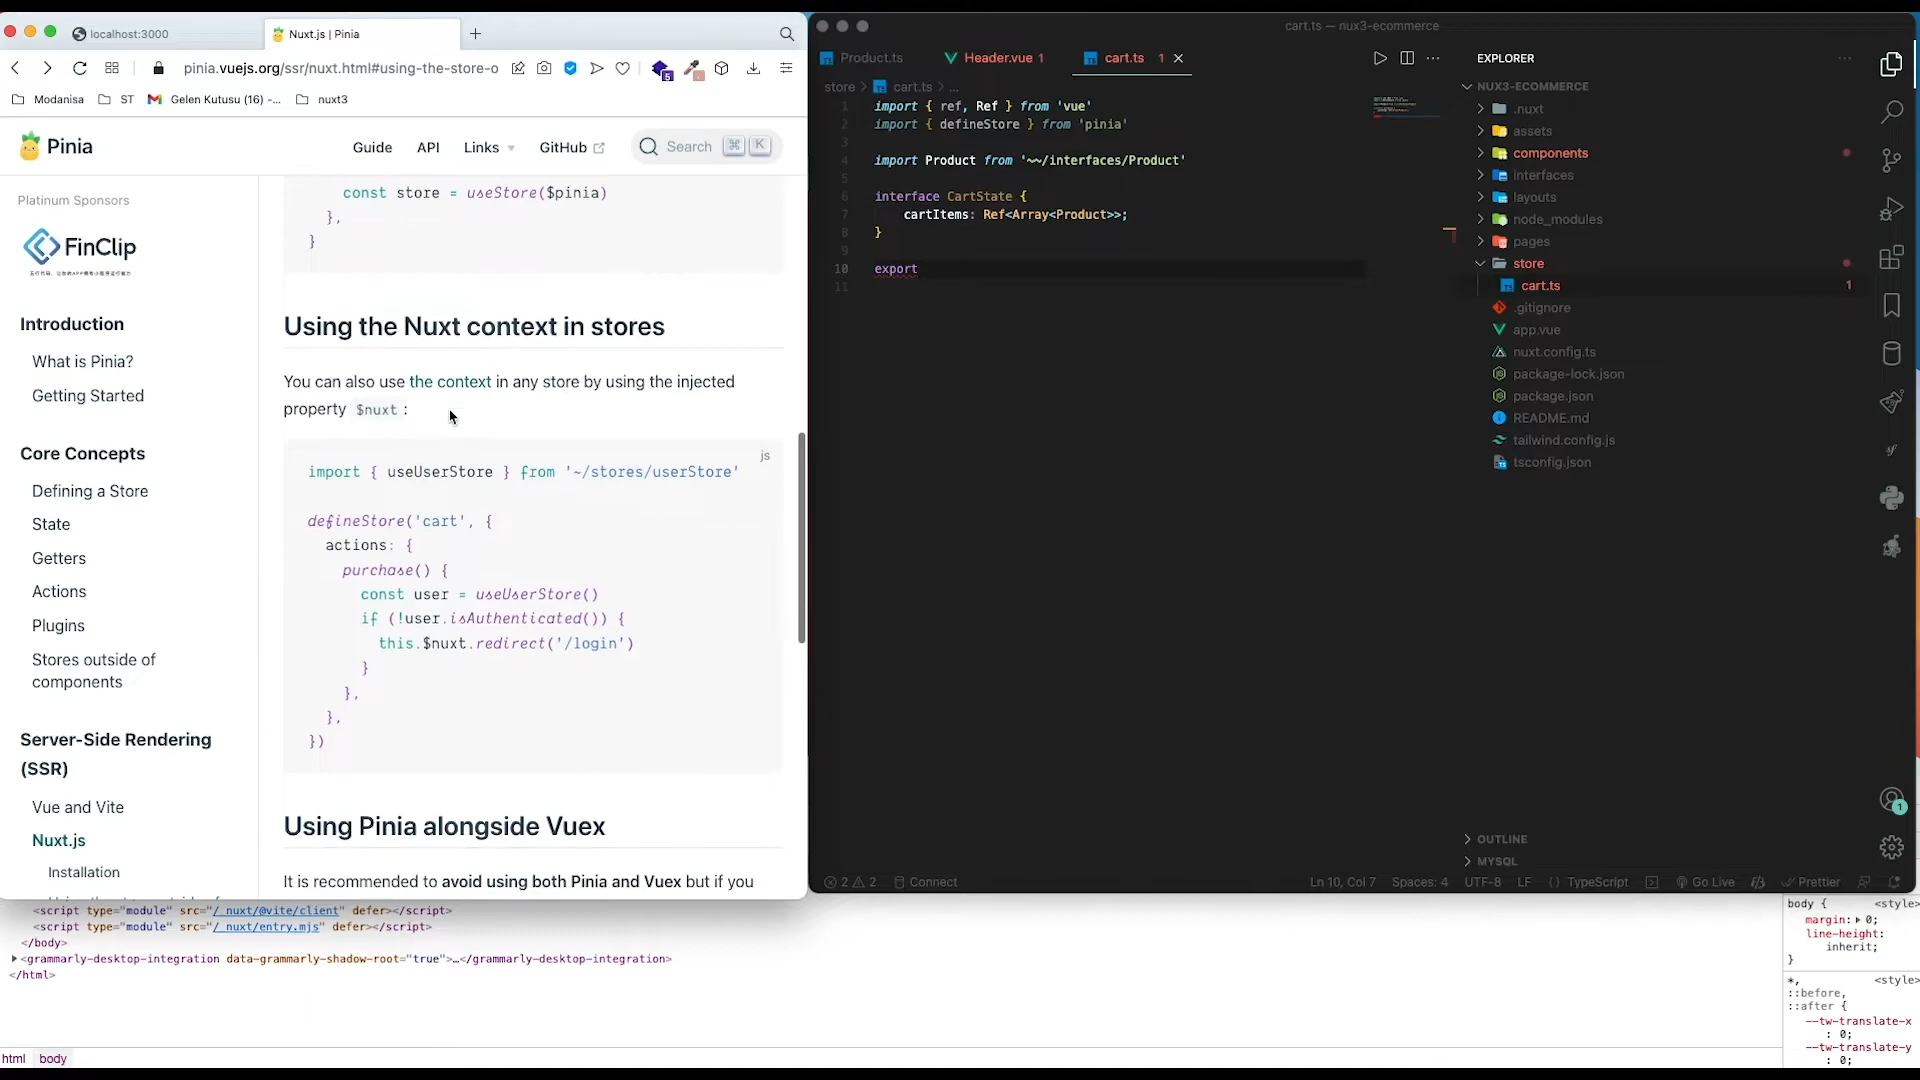 localhost:3000
Nuxt.js | Pinia
pinia.vuejs.org/ssr/nuxt.html#using-the-store-o
5
Modanisa
ST
Gelen Kutusu (16) -...
nuxt3
Pinia
Guide
API
Links
GitHub
Search
⌘ K
Platinum Sponsors
FinClip
Introduction
What is Pinia?
Getting Started
Core Concepts
Defining a Store
State
Getters
Actions
Plugins
Stores outside of
components
Server-Side Rendering
(SSR)
Vue and Vite
Nuxt.js
Installation
const store = useStore($pinia)
},
}
Using the Nuxt context in stores
You can also use the context in any store by using the injected
property $nuxt :
js
import { useUserStore } from '~/stores/userStore'
defineStore('cart', {
actions: {
purchase() {
const user = useUserStore()
if (!user.isAuthenticated()) {
this.$nuxt.redirect('/login')
}
},
},
})
Using Pinia alongside Vuex
It is recommended to avoid using both Pinia and Vuex but if you
cart.ts — nux3-ecommerce
Product.ts
Header.vue 1
cart.ts 1
store > cart.ts > ...
1 import { ref, Ref } from 'vue'
2 import { defineStore } from 'pinia'
3
4 import Product from '~~/interfaces/Product'
5
6 interface CartState {
7 cartItems: Ref<Array<Product>>;
8 }
9
10 export
11
EXPLORER
NUX3-ECOMMERCE
.nuxt
assets
components
interfaces
layouts
node_modules
pages
store
cart.ts 1
.gitignore
app.vue
nuxt.config.ts
package-lock.json
package.json
README.md
tailwind.config.js
tsconfig.json
OUTLINE
MYSQL
1
2 2
Connect
Ln 10, Col 7
Spaces: 4
UTF-8
LF
{ } TypeScript
Go Live
Prettier
<script type="module" src="/_nuxt/@vite/client" defer></script>
<script type="module" src="/_nuxt/entry.mjs" defer></script>
</body>
<grammarly-desktop-integration data-grammarly-shadow-root="true">…</grammarly-desktop-integration>
</html>
html body
body { <style>
margin: 0;
line-height:
inherit;
}
*, <style>
::before,
::after {
--tw-translate-x
: 0;
--tw-translate-y
: 0;